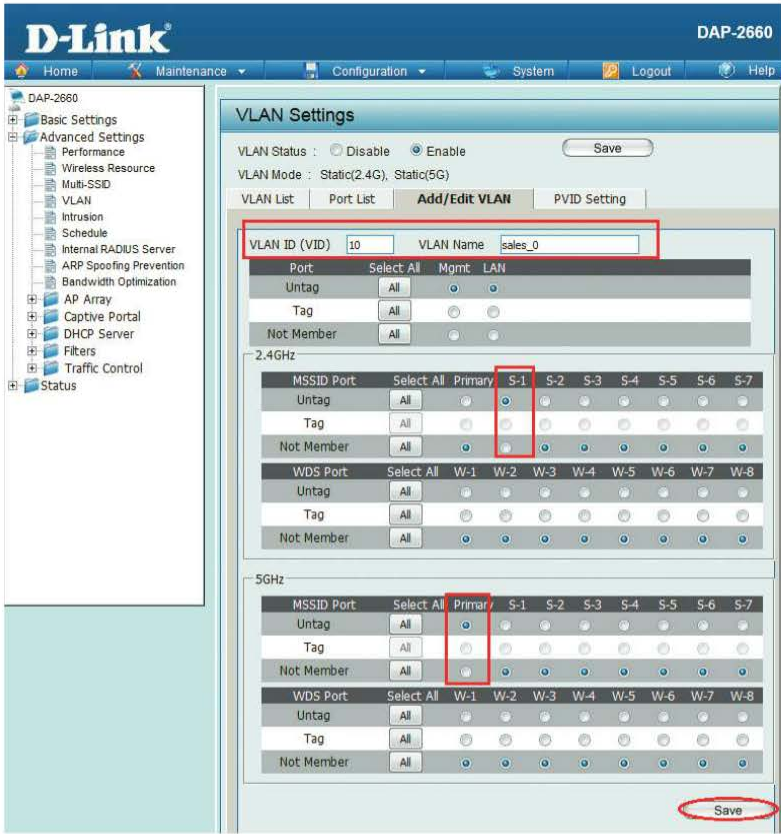 D-Link®
DAP-2660
Home Maintenance Configuration System Logout Help
DAP-2660
Basic Settings
Advanced Settings
Performance
Wireless Resource
Multi-SSID
VLAN
Intrusion
Schedule
Internal RADIUS Server
ARP Spoofing Prevention
Bandwidth Optimization
AP Array
Captive Portal
DHCP Server
Filters
Traffic Control
Status
VLAN Settings
VLAN Status : Disable Enable Save
VLAN Mode : Static(2.4G), Static(5G)
VLAN List Port List Add/Edit VLAN PVID Setting
VLAN ID (VID) 10 VLAN Name sales_0
Port Select All Mgmt LAN
Untag All
Tag All
Not Member All
2.4GHz
MSSID Port Select All Primary S-1 S-2 S-3 S-4 S-5 S-6 S-7
Untag All
Tag All
Not Member All
WDS Port Select All W-1 W-2 W-3 W-4 W-5 W-6 W-7 W-8
Untag All
Tag All
Not Member All
5GHz
MSSID Port Select All Primary S-1 S-2 S-3 S-4 S-5 S-6 S-7
Untag All
Tag All
Not Member All
WDS Port Select All W-1 W-2 W-3 W-4 W-5 W-6 W-7 W-8
Untag All
Tag All
Not Member All
Save